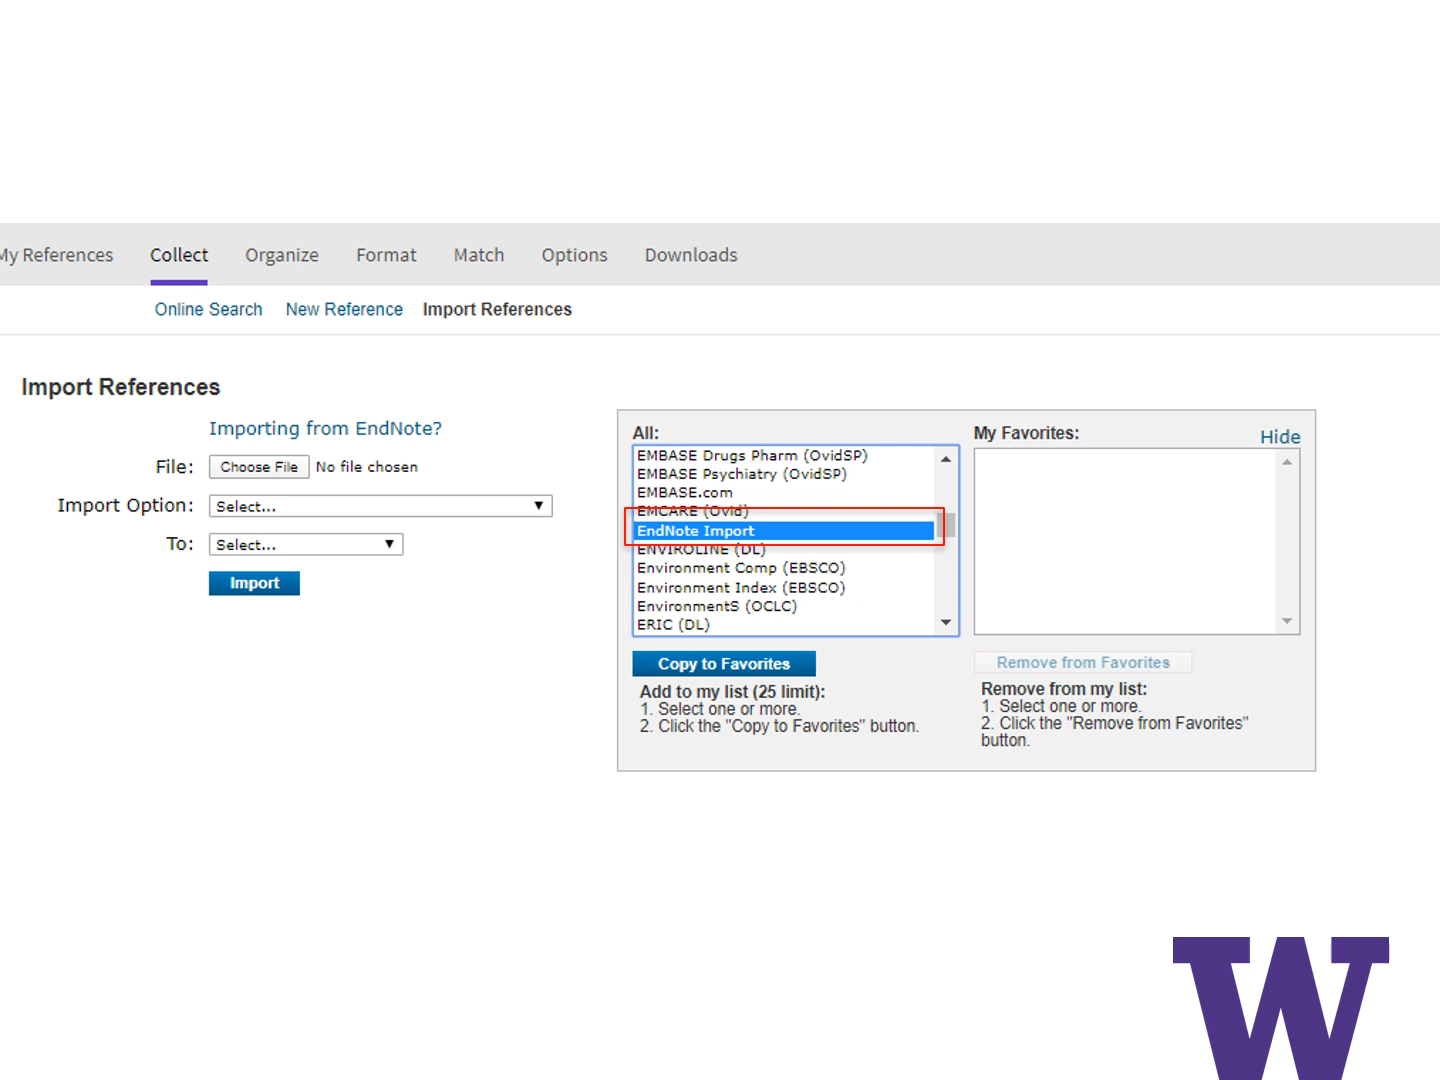 My References Collect Organize Format Match Options Downloads
Online Search New Reference Import References
Import References
Importing from EndNote?
File: Choose File No file chosen
Import Option: Select...
To: Select...
Import
All:
EMBASE Drugs Pharm (OvidSP)
EMBASE Psychiatry (OvidSP)
EMBASE.com
EMCARE (Ovid)
EndNote Import
ENVIROLINE (DL)
Environment Comp (EBSCO)
Environment Index (EBSCO)
EnvironmentS (OCLC)
ERIC (DL)
Copy to Favorites
Add to my list (25 limit):
1. Select one or more.
2. Click the "Copy to Favorites" button.
My Favorites:
Hide
Remove from Favorites
Remove from my list:
1. Select one or more.
2. Click the "Remove from Favorites"
button.
W